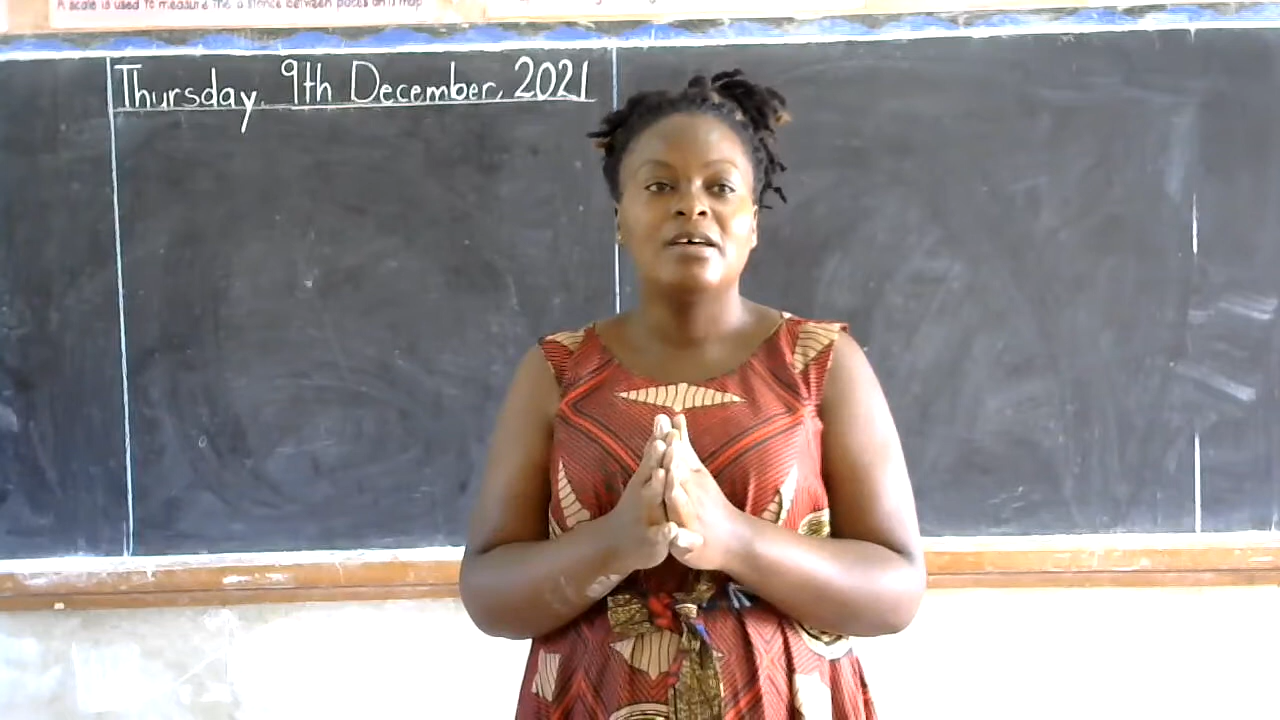 A scale is used to measure the distance between places on a map
Thursday, 9th December, 2021